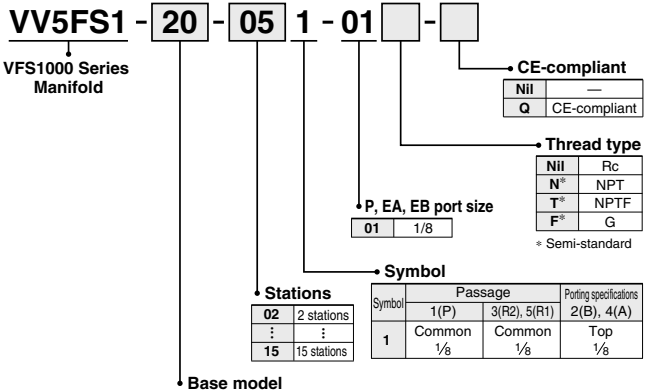 VV5FS1 - 20 - 05 1 - 01 -
VFS1000 Series
Manifold
CE-compliant
Nil —
Q CE-compliant
Thread type
Nil Rc
N* NPT
T* NPTF
F* G
* Semi-standard
P, EA, EB port size
01 1/8
Symbol
Symbol Passage Porting specifications
1(P) 3(R2), 5(R1) 2(B), 4(A)
1 Common 1⁄8 Common 1⁄8 Top 1⁄8
Stations
02 2 stations
⋮ ⋮
15 15 stations
Base model